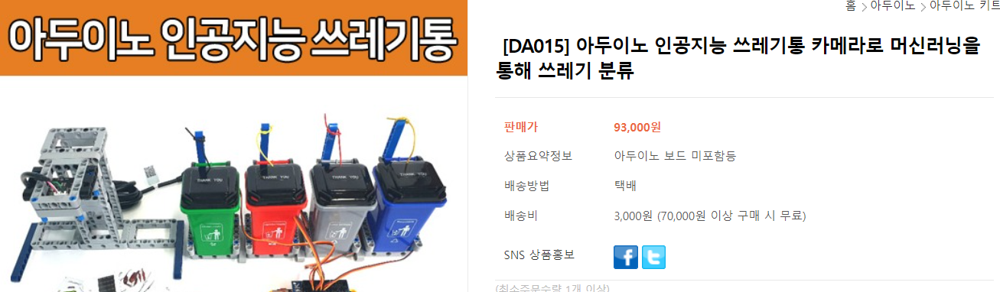 아두이노 인공지능 쓰레기통
THANK YOU
THANK YOU
THANK YOU
THANK YOU
홈 > 아두이노 > 아두이노 키트
[DA015] 아두이노 인공지능 쓰레기통 카메라로 머신러닝을
통해 쓰레기 분류
판매가 93,000원
상품요약정보 아두이노 보드 미포함등
배송방법 택배
배송비 3,000원 (70,000원 이상 구매 시 무료)
SNS 상품홍보
(최소주문수량 1개 이상)